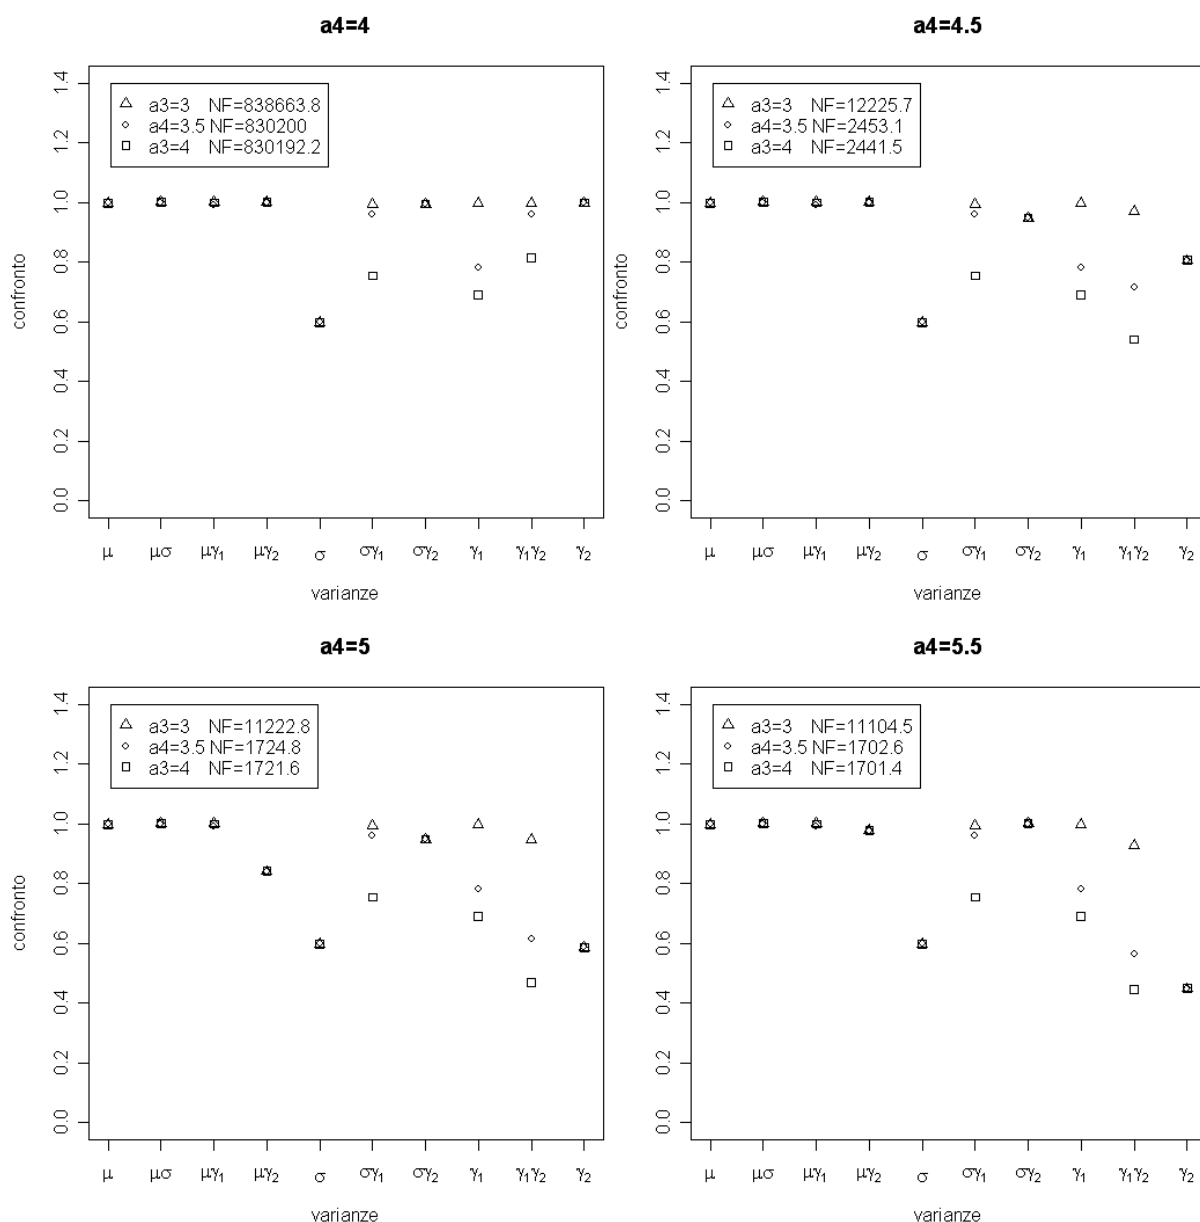 a4=4
1.4
1.2
1.0
0.8
0.6
0.4
0.2
0.0
confronto
a3=3 NF=838663.8
a4=3.5 NF=830200
a3=4 NF=830192.2
μ μσ μγ1 μγ2 σ σγ1 σγ2 γ1 γ1γ2 γ2
varianze
a4=4.5
1.4
1.2
1.0
0.8
0.6
0.4
0.2
0.0
confronto
a3=3 NF=12225.7
a4=3.5 NF=2453.1
a3=4 NF=2441.5
μ μσ μγ1 μγ2 σ σγ1 σγ2 γ1 γ1γ2 γ2
varianze
a4=5
1.4
1.2
1.0
0.8
0.6
0.4
0.2
0.0
confronto
a3=3 NF=11222.8
a4=3.5 NF=1724.8
a3=4 NF=1721.6
μ μσ μγ1 μγ2 σ σγ1 σγ2 γ1 γ1γ2 γ2
varianze
a4=5.5
1.4
1.2
1.0
0.8
0.6
0.4
0.2
0.0
a3=3 NF=11104.5
a4=3.5 NF=1702.6
a3=4 NF=1701.4
μ μσ μγ1 μγ2 σ σγ1 σγ2 γ1 γ1γ2 γ2
varianze